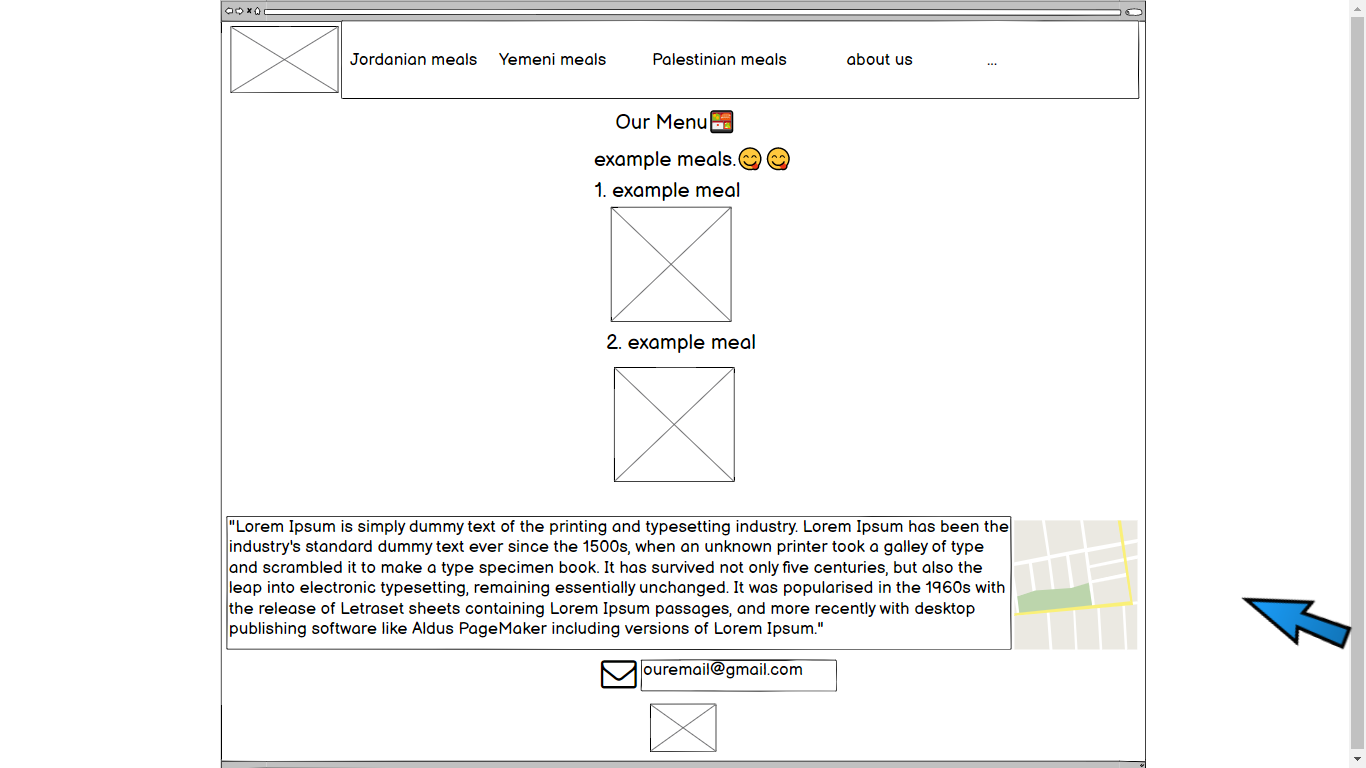 Jordanian meals Yemeni meals Palestinian meals about us ...
Our Menu🍱
example meals.😋😋
1. example meal
2. example meal
"Lorem Ipsum is simply dummy text of the printing and typesetting industry. Lorem Ipsum has been the
industry's standard dummy text ever since the 1500s, when an unknown printer took a galley of type
and scrambled it to make a type specimen book. It has survived not only five centuries, but also the
leap into electronic typesetting, remaining essentially unchanged. It was popularised in the 1960s with
the release of Letraset sheets containing Lorem Ipsum passages, and more recently with desktop
publishing software like Aldus PageMaker including versions of Lorem Ipsum."
ouremail@gmail.com